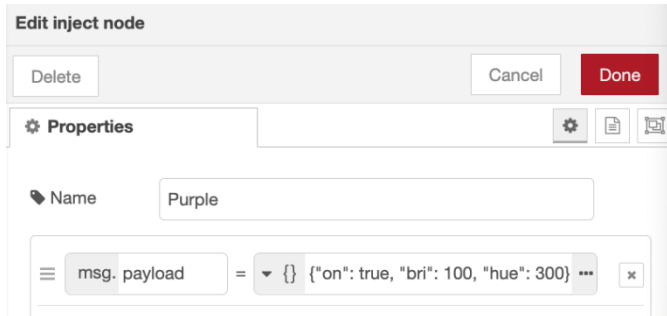 Edit inject node
Delete Cancel Done
Properties
Name Purple
msg. payload = {} {"on": true, "bri": 100, "hue": 300} •••